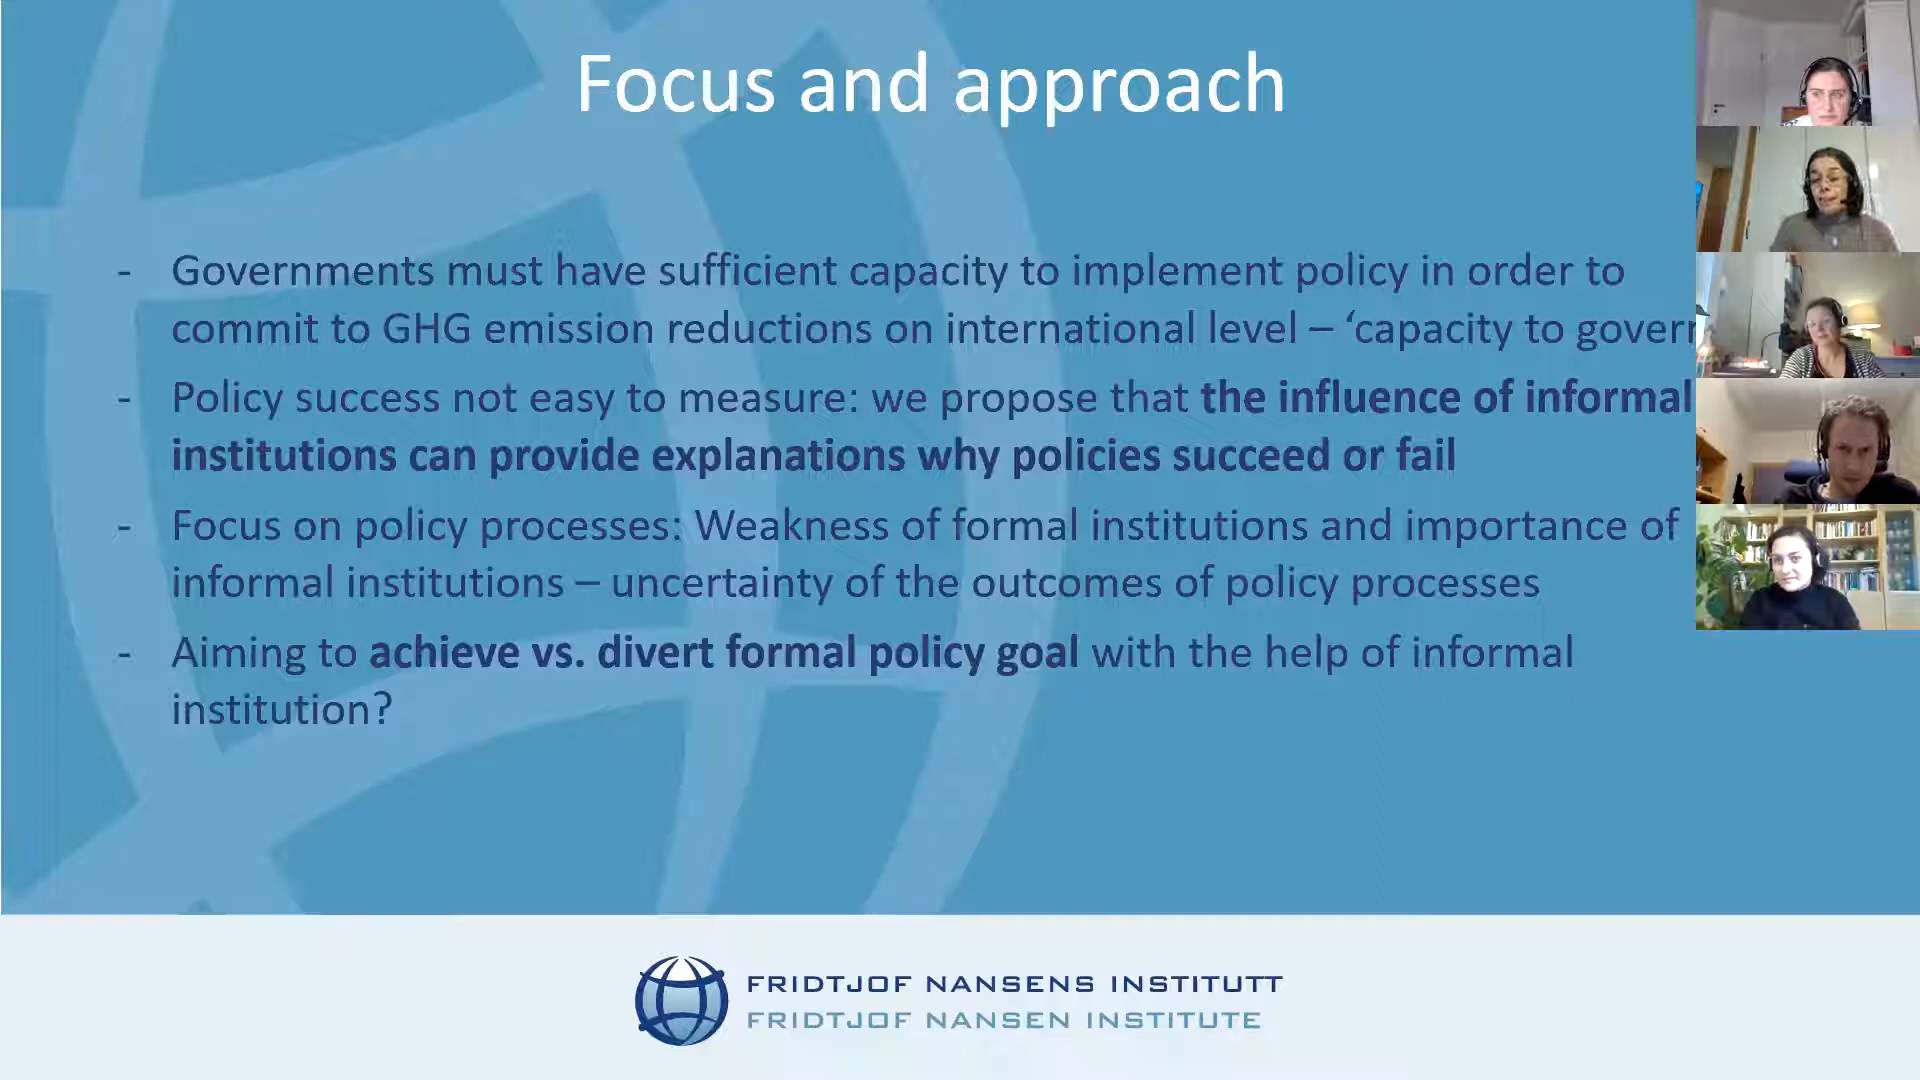 Focus and approach
- Governments must have sufficient capacity to implement policy in order to
commit to GHG emission reductions on international level – ‘capacity to govern
- Policy success not easy to measure: we propose that the influence of informal
institutions can provide explanations why policies succeed or fail
- Focus on policy processes: Weakness of formal institutions and importance of
informal institutions – uncertainty of the outcomes of policy processes
- Aiming to achieve vs. divert formal policy goal with the help of informal
institution?
FRIDTJOF NANSENS INSTITUTT
FRIDTJOF NANSEN INSTITUTE